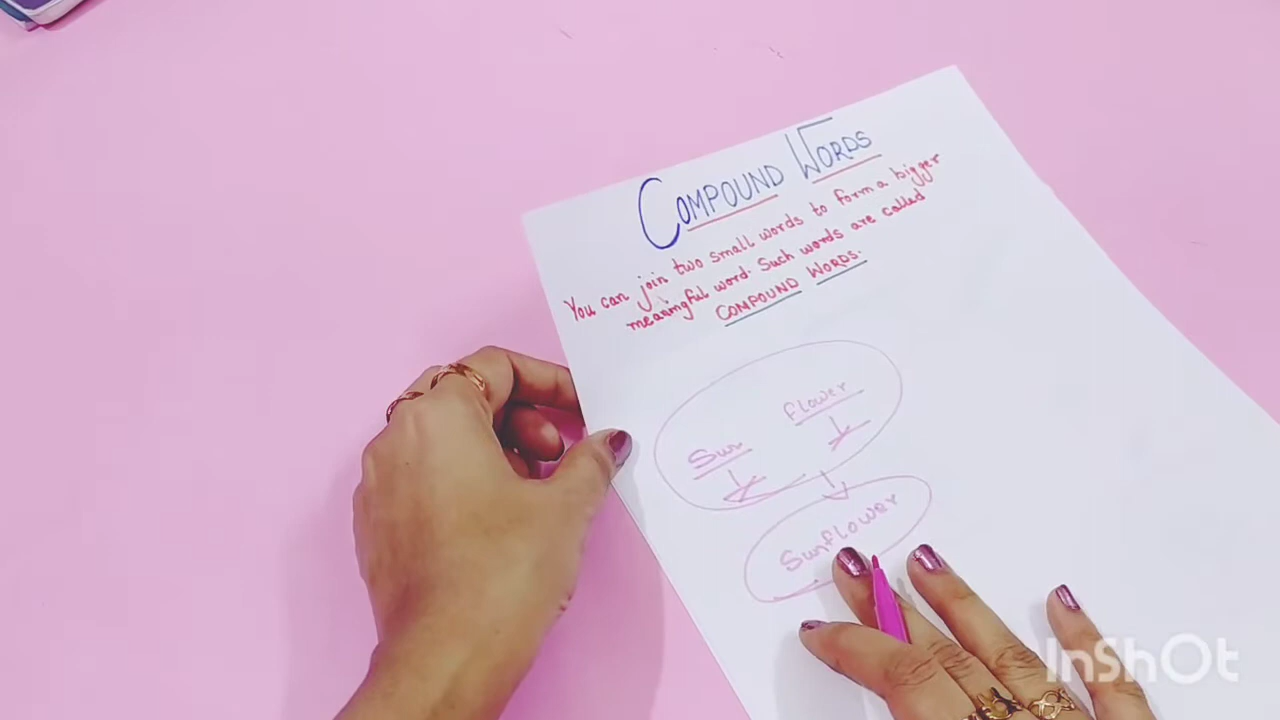 COMPOUND WORDS
You can join two small words to form a bigger
meaningful word. Such words are called
COMPOUND WORDS.
Sun flower
Sunflower
InShOt